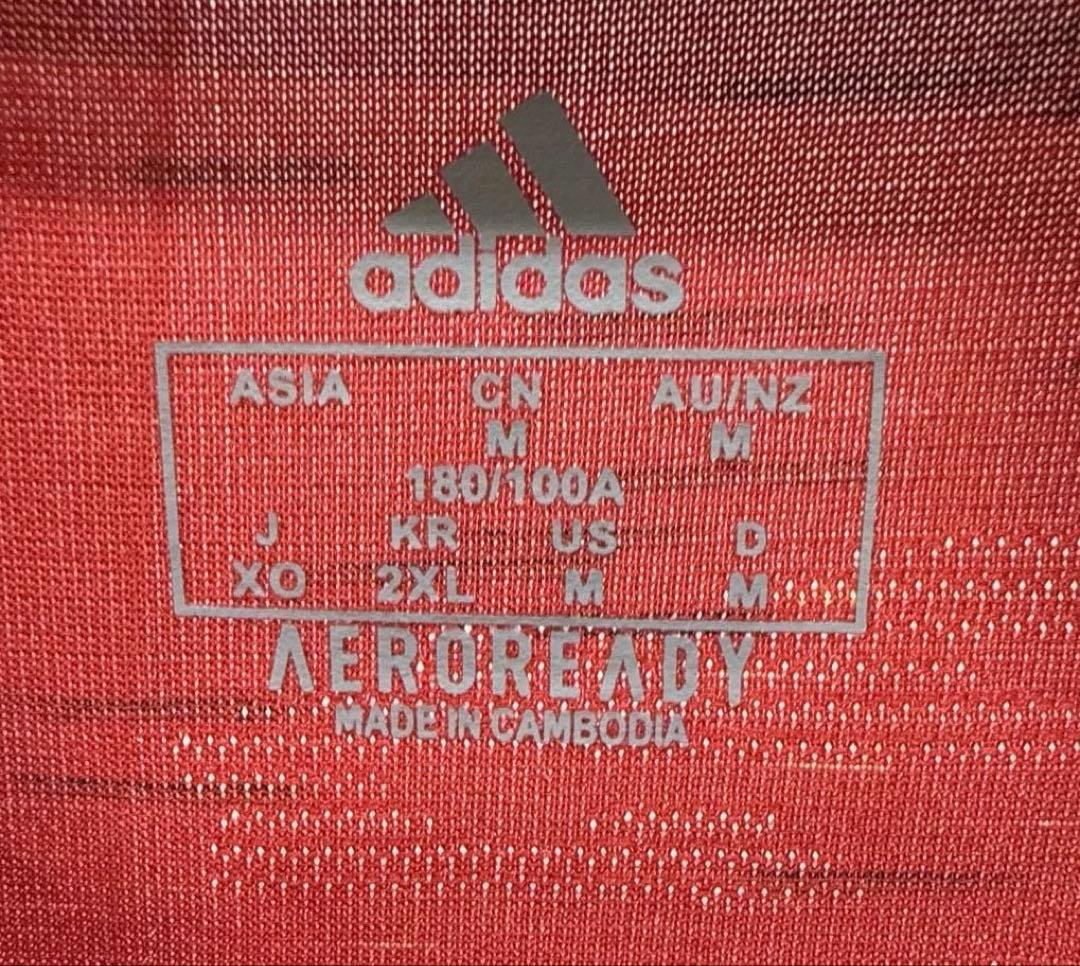 adidas
ASIA CN AU/NZ
M M
180/100A
J KR US D
XO 2XL M M
AEROREADY
MADE IN CAMBODIA